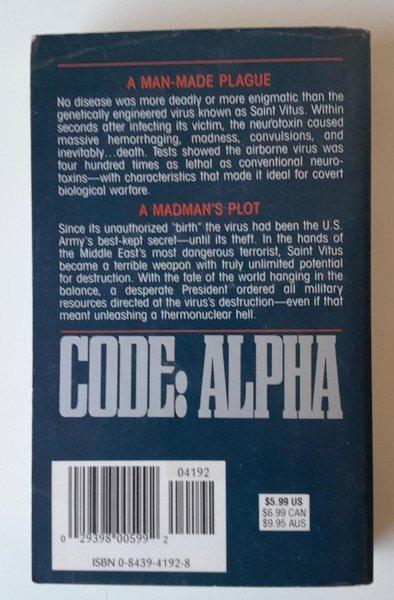 A MAN-MADE PLAGUE
No disease was more deadly or more enigmatic than the
genetically engineered virus known as Saint Vitus. Within
seconds after infecting its victim, the neurotoxin caused
massive hemorrhaging, madness, convulsions, and
inevitably...death. Tests showed the airborne virus was
four hundred times as lethal as conventional neuro-
toxins—with characteristics that made it ideal for covert
biological warfare.
A MADMAN'S PLOT
Since its unauthorized "birth" the virus had been the U.S.
Army's best-kept secret—until its theft. In the hands of
the Middle East's most dangerous terrorist, Saint Vitus
became a terrible weapon with truly unlimited potential
for destruction. With the fate of the world hanging in the
balance, a desperate President ordered all military
resources directed at the virus's destruction—even if that
meant unleashing a thermonuclear hell.
CODE: ALPHA
04192
0 29398 00599 2
ISBN 0-8439-4192-8
$5.99 US
$6.99 CAN
$9.95 AUS